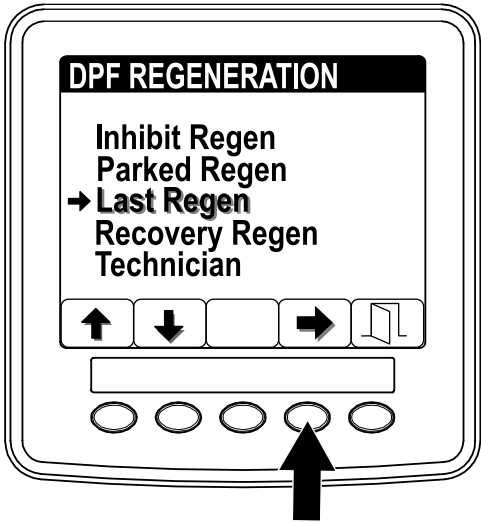 DPF REGENERATION
Inhibit Regen
Parked Regen
Last Regen
Recovery Regen
Technician